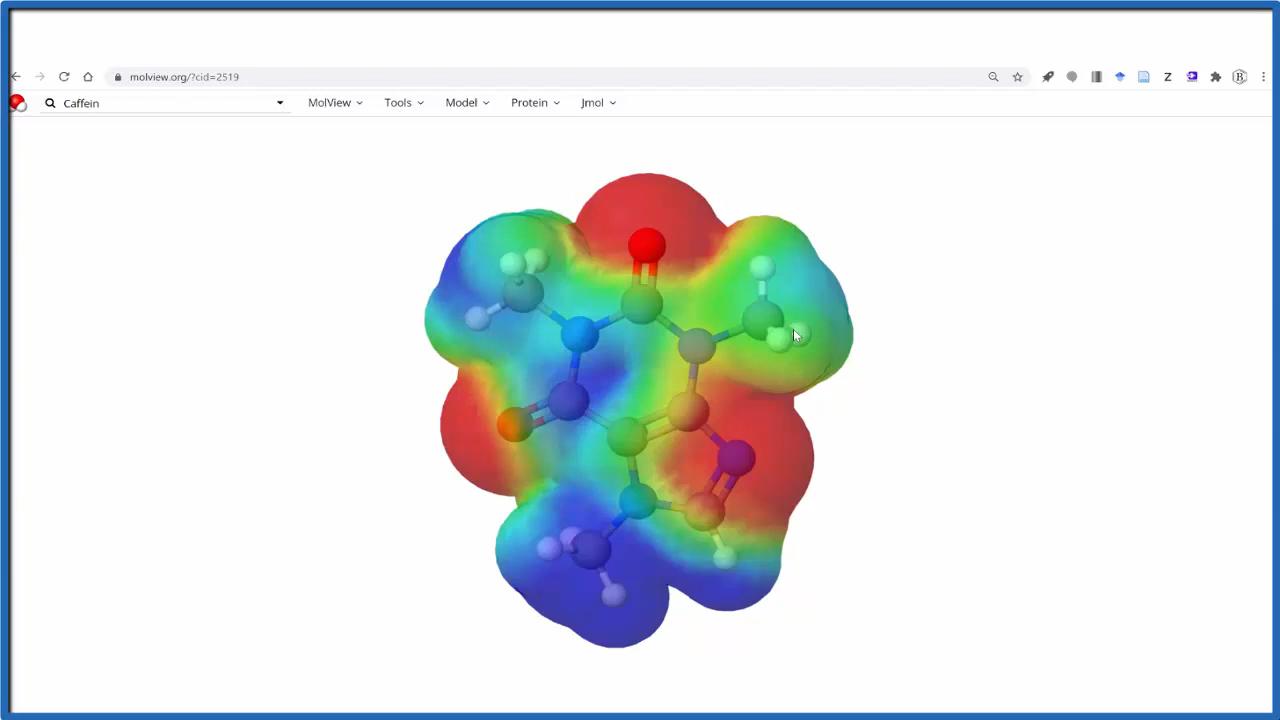 molview.org/?cid=2519
Z
B
Caffein
MolView
Tools
Model
Protein
Jmol